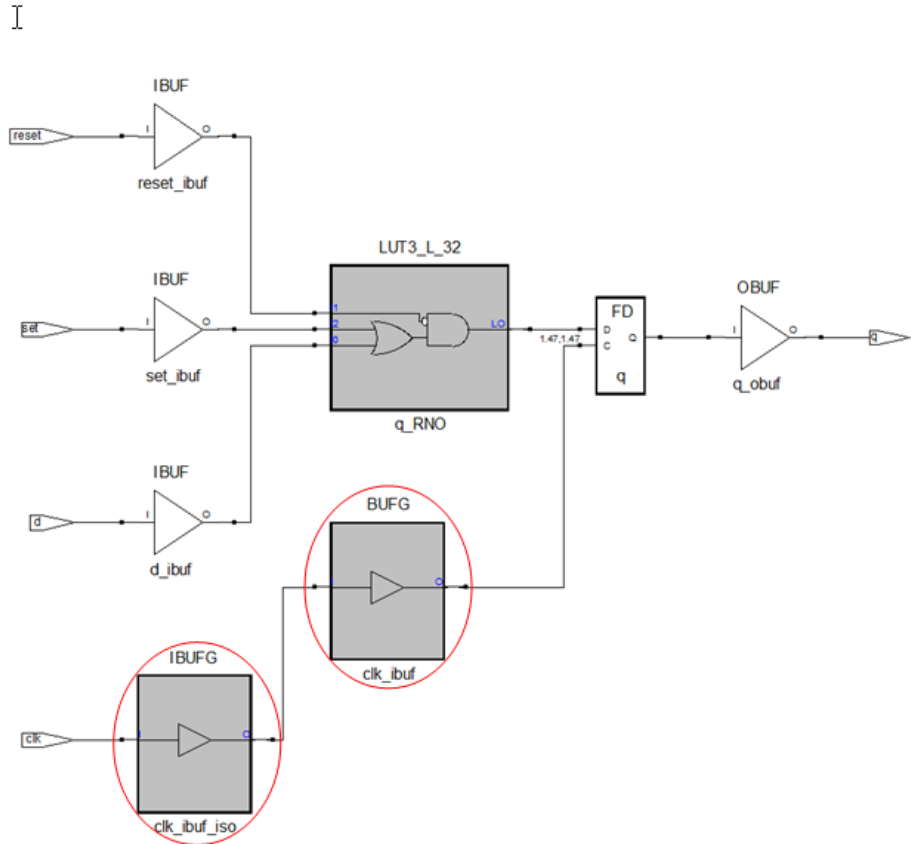 IBUF
reset
I
O
reset_ibuf
LUT3_L_32
IBUF
OBUF
1
set
I
O
2
LO
D
FD
Q
I
O
q
0
1.47,1.47
C
set_ibuf
q
q_obuf
q_RNO
IBUF
BUFG
d
I
O
d_ibuf
I
O
IBUFG
clk_ibuf
clk
I
O
clk_ibuf_iso